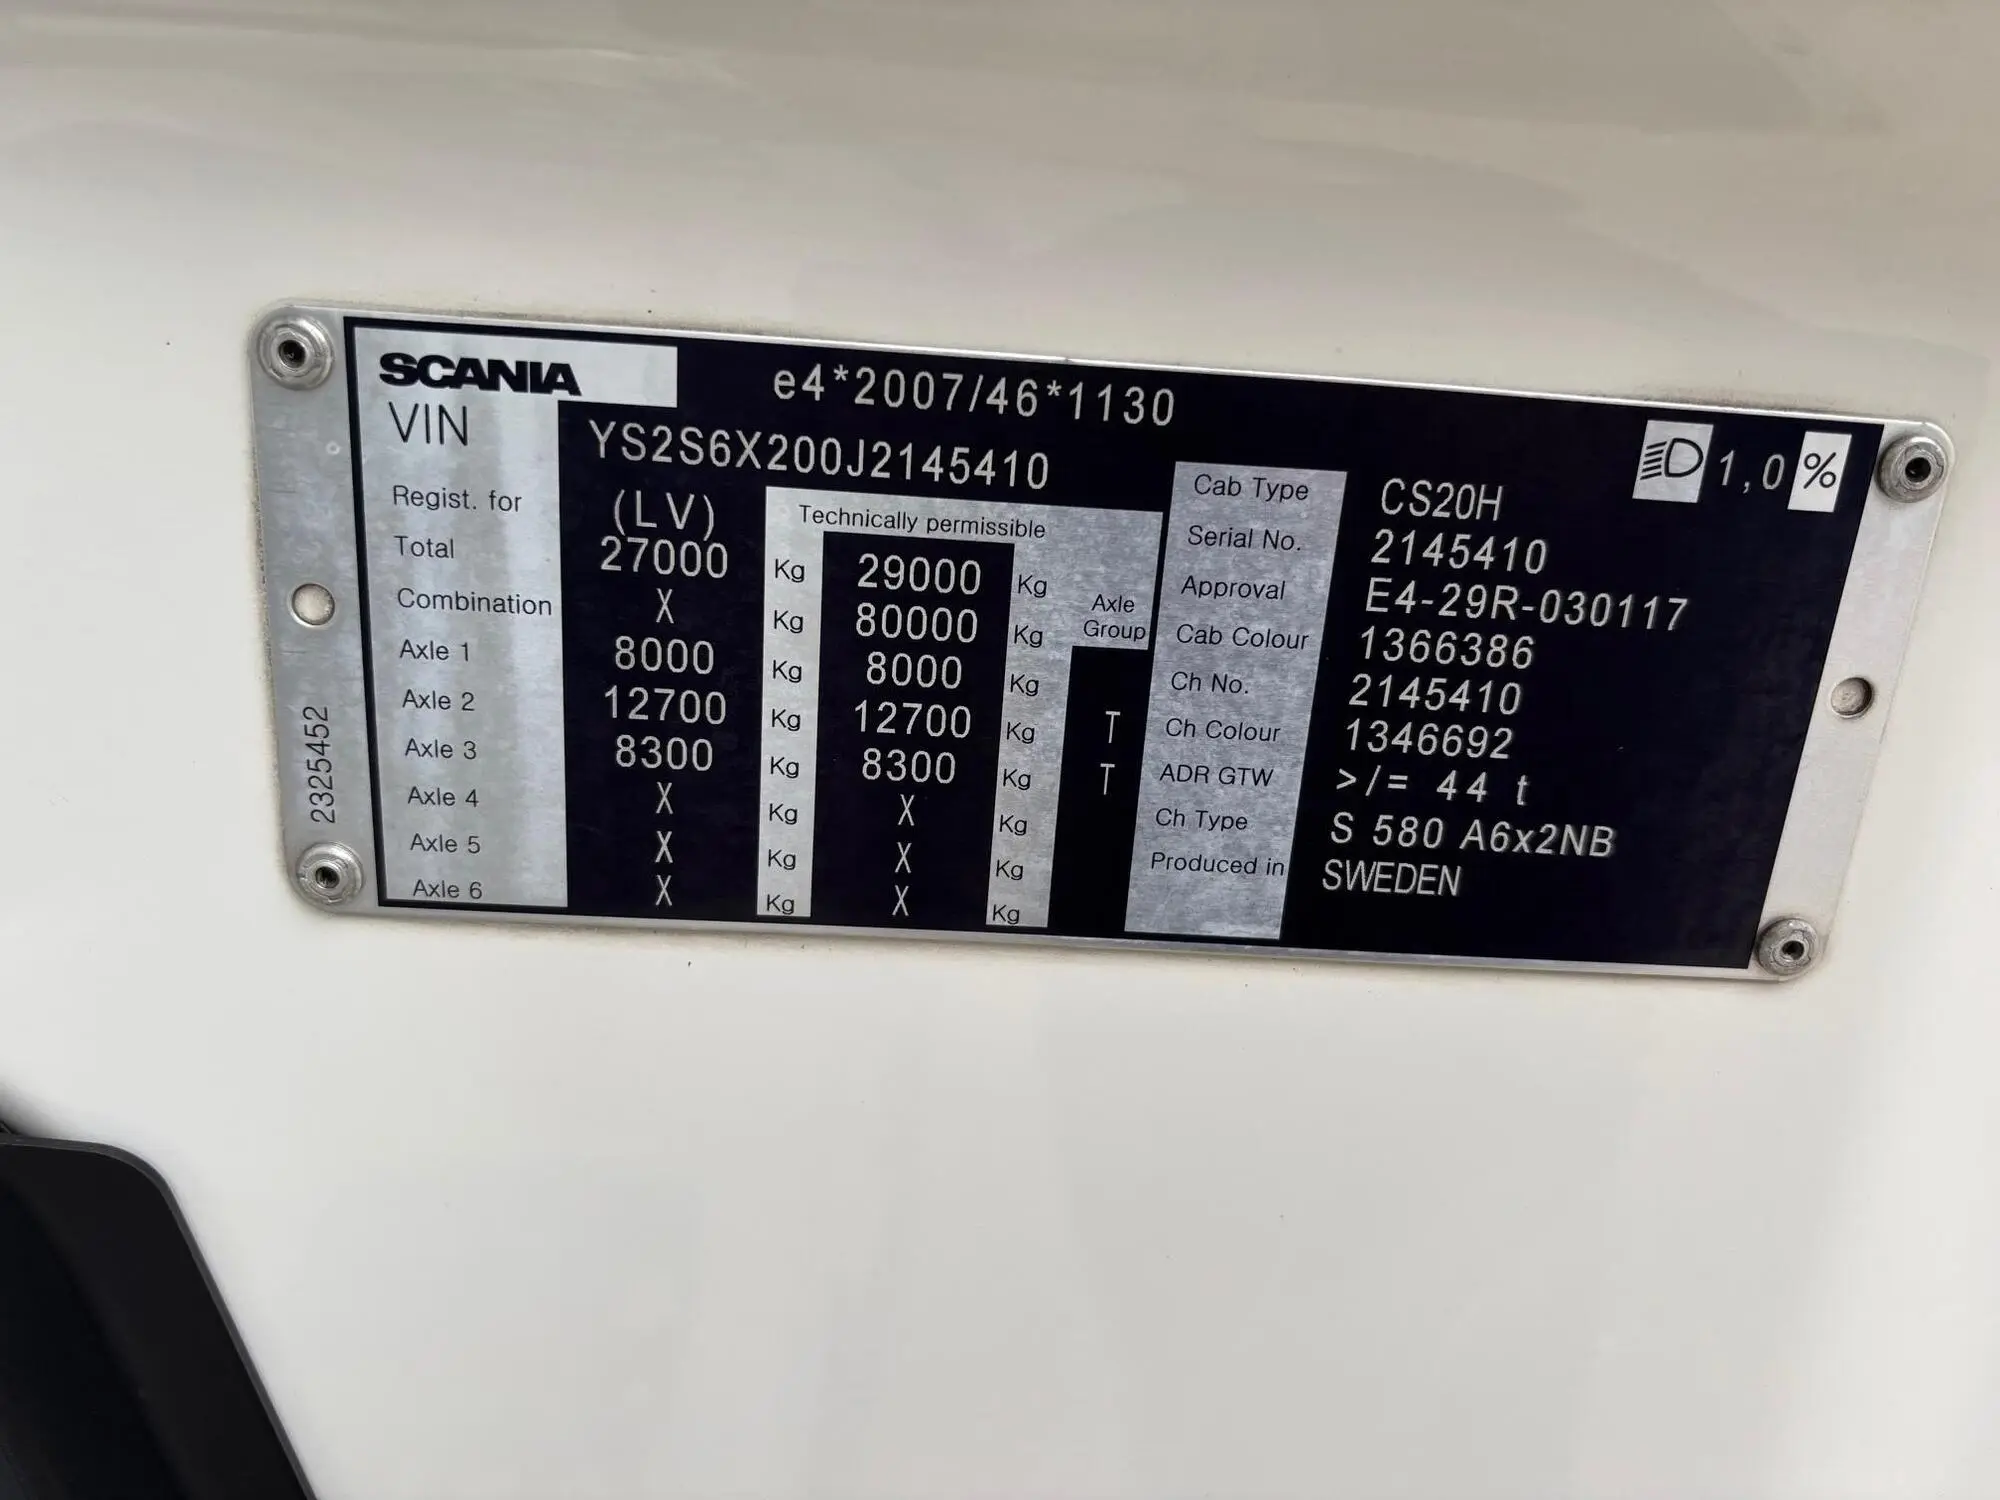 SCANIA e4*2007/46*1130
VIN YS2S6X200J2145410
1,0 %
Regist. for (LV) Technically permissible
Total 27000 Kg 29000 Kg
Combination X Kg 80000 Kg Axle Group
Axle 1 8000 Kg 8000 Kg
Axle 2 12700 Kg 12700 Kg T
Axle 3 8300 Kg 8300 Kg T
Axle 4 X Kg X Kg
Axle 5 X Kg X Kg
Axle 6 X Kg X Kg
Cab Type CS20H
Serial No. 2145410
Approval E4-29R-030117
Cab Colour 1366386
Ch No. 2145410
Ch Colour 1346692
ADR GTW >/= 44 t
Ch Type S 580 A6x2NB
Produced in SWEDEN
2325452